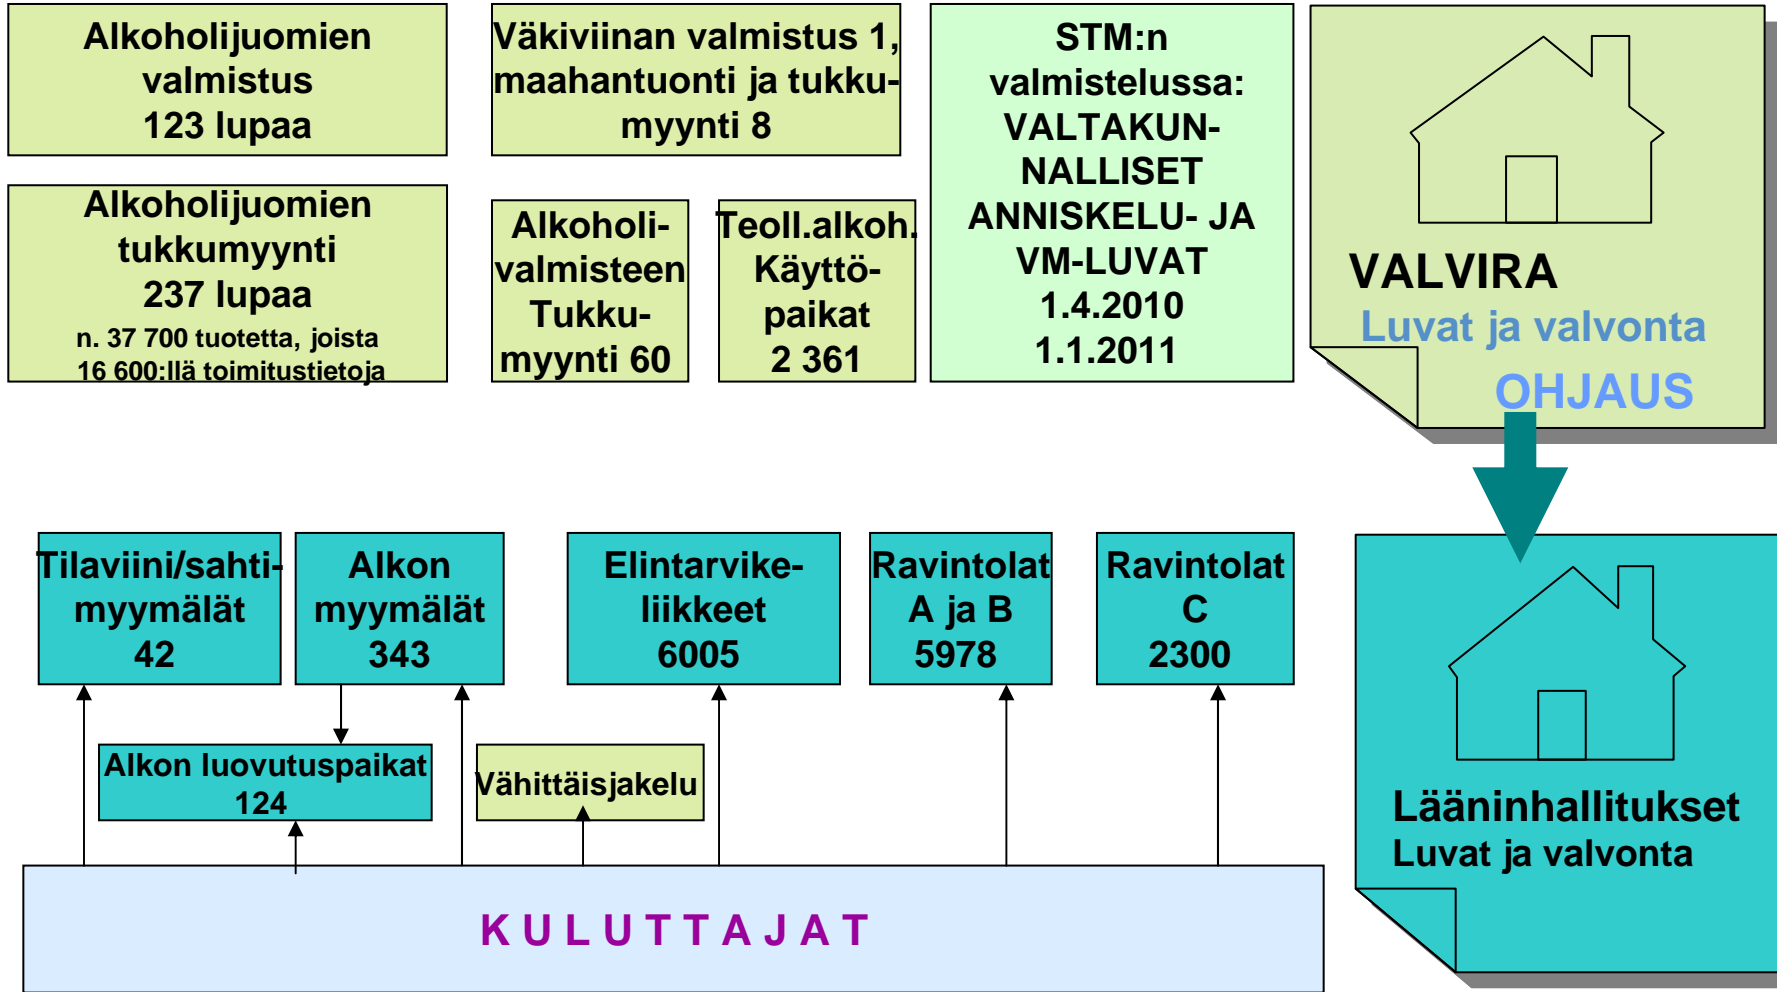 Alkoholijuomien
valmistus
123 lupaa
Väkiviinan valmistus 1,
maahantuonti ja tukku-
myynti 8
STM:n
valmistelussa:
VALTAKUN-
NALLISET
ANNISKELU- JA
VM-LUVAT
1.4.2010
1.1.2011
VALVIRA
Luvat ja valvonta
OHJAUS
Alkoholijuomien
tukkumyynti
237 lupaa
n. 37 700 tuotetta, joista
16 600:llä toimitustietoja
Alkoholi-
valmisteen
Tukku-
myynti 60
Teoll.alkoh.
Käyttö-
paikat
2 361
Tilaviini/sahti-
myymälät
42
Alkon
myymälät
343
Elintarvike-
liikkeet
6005
Ravintolat
A ja B
5978
Ravintolat
C
2300
Alkon luovutuspaikat
124
Vähittäisjakelu
Lääninhallitukset
Luvat ja valvonta
K U L U T T A J A T